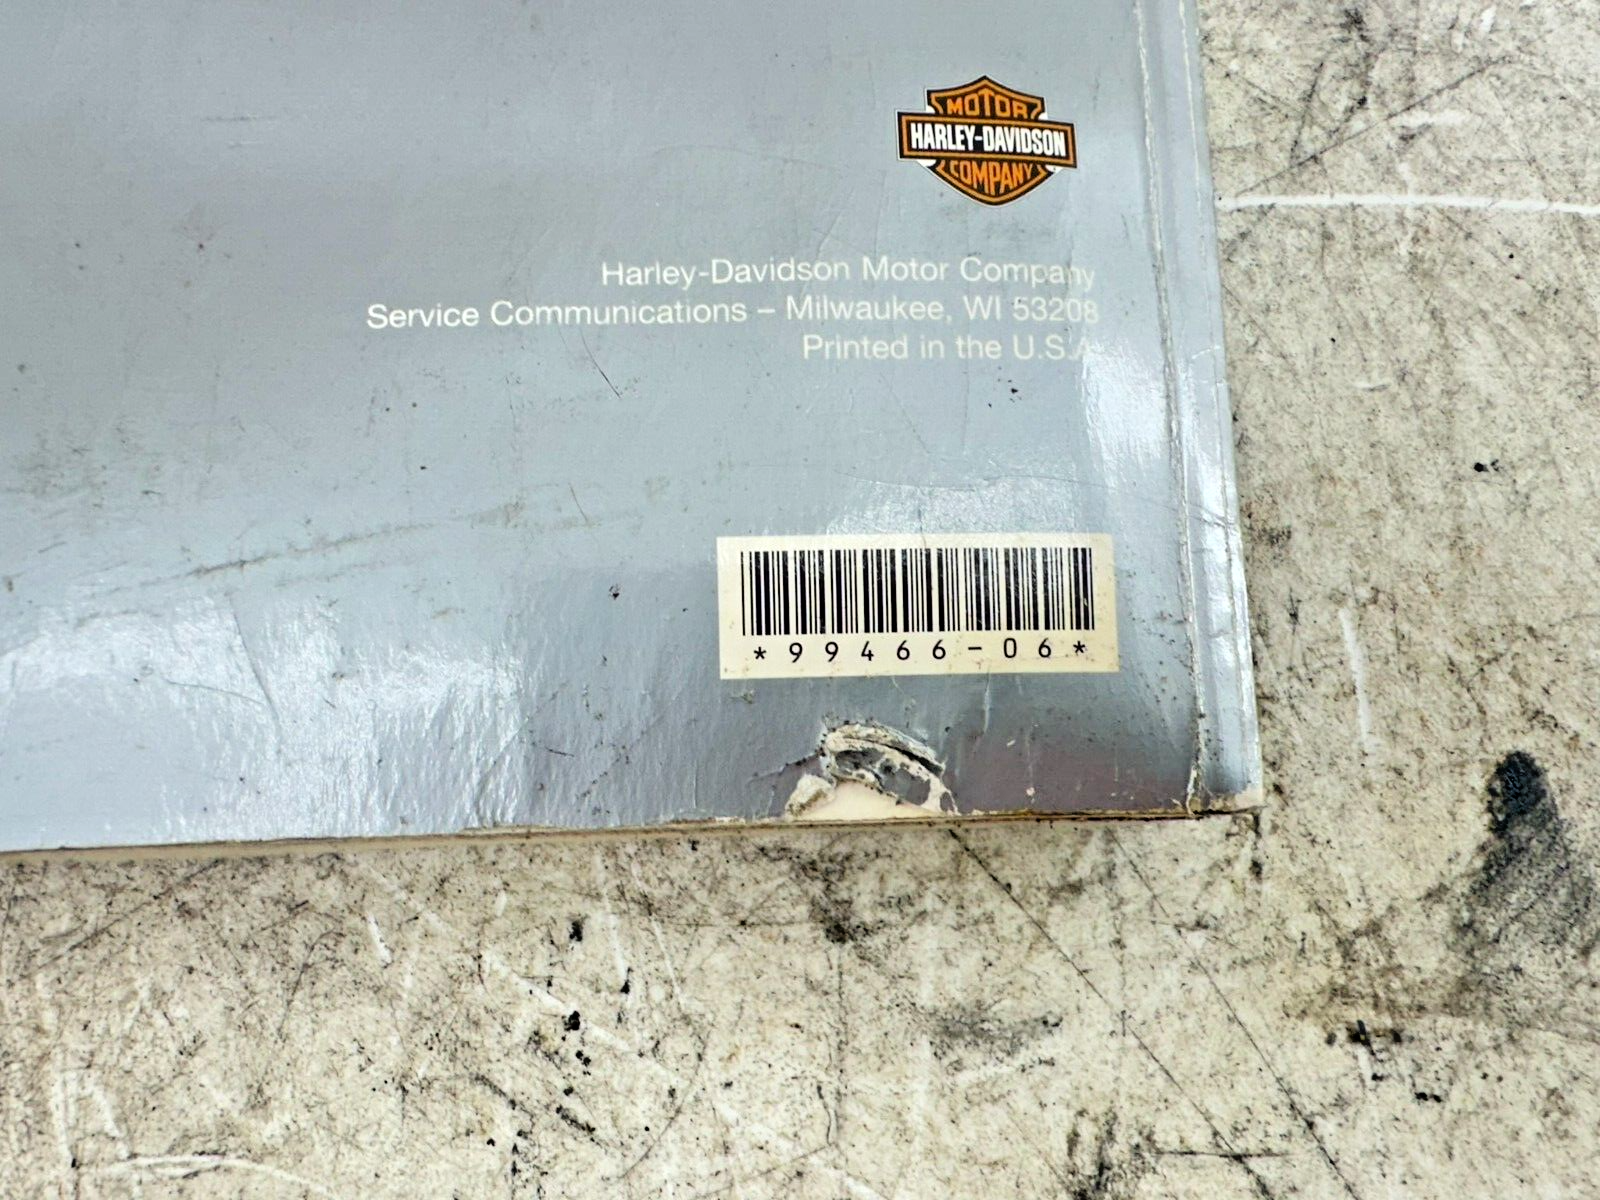 MOTOR
HARLEY-DAVIDSON
COMPANY
Harley-Davidson Motor Company
Service Communications – Milwaukee, WI 53208
Printed in the U.S.A.
*99466-06*